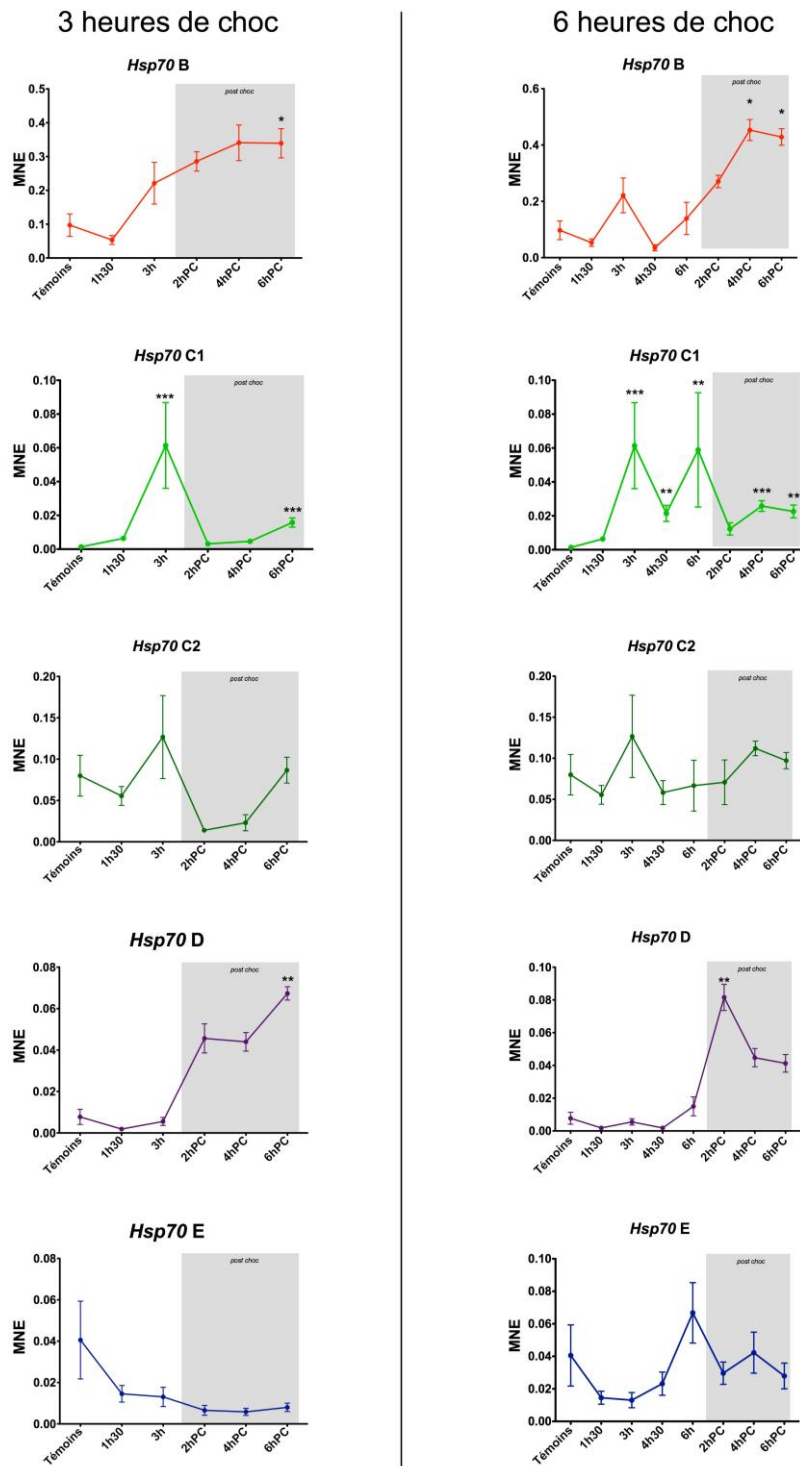 3 heures de choc
6 heures de choc
Hsp70 B
post choc
*
MNE
0.5
0.4
0.3
0.2
0.1
0.0
Témoins
1h30
3h
2hPC
4hPC
6hPC
Hsp70 B
post choc
*
*
MNE
0.6
0.4
0.2
0.0
Témoins
1h30
3h
4h30
6h
2hPC
4hPC
6hPC
Hsp70 C1
post choc
***
***
MNE
0.10
0.08
0.06
0.04
0.02
0.00
Témoins
1h30
3h
2hPC
4hPC
6hPC
Hsp70 C1
post choc
***
**
**
***
**
MNE
0.10
0.08
0.06
0.04
0.02
0.00
Témoins
1h30
3h
4h30
6h
2hPC
4hPC
6hPC
Hsp70 C2
post choc
MNE
0.20
0.15
0.10
0.05
0.00
Témoins
1h30
3h
2hPC
4hPC
6hPC
Hsp70 C2
post choc
MNE
0.20
0.15
0.10
0.05
0.00
Témoins
1h30
3h
4h30
6h
2hPC
4hPC
6hPC
Hsp70 D
post choc
**
MNE
0.08
0.06
0.04
0.02
0.00
Témoins
1h30
3h
2hPC
4hPC
6hPC
Hsp70 D
post choc
**
MNE
0.10
0.08
0.06
0.04
0.02
0.00
Témoins
1h30
3h
4h30
6h
2hPC
4hPC
6hPC
Hsp70 E
post choc
MNE
0.08
0.06
0.04
0.02
0.00
Témoins
1h30
3h
2hPC
4hPC
6hPC
Hsp70 E
post choc
MNE
0.10
0.08
0.06
0.04
0.02
0.00
Témoins
1h30
3h
4h30
6h
2hPC
4hPC
6hPC